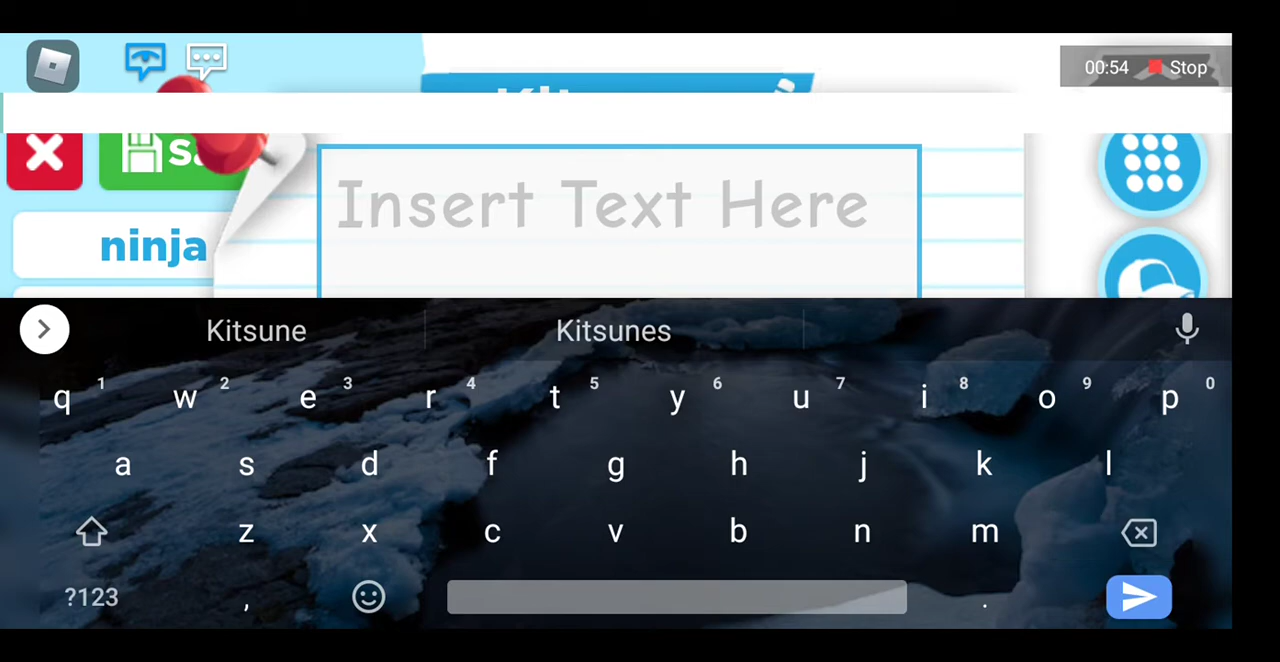 00:54 Stop
Insert Text Here
ninja
Kitsune Kitsunes
q 1 w 2 e 3 r 4 t 5 y 6 u 7 i 8 o 9 p 0
a s d f g h j k l
z x c v b n m
?123 , .